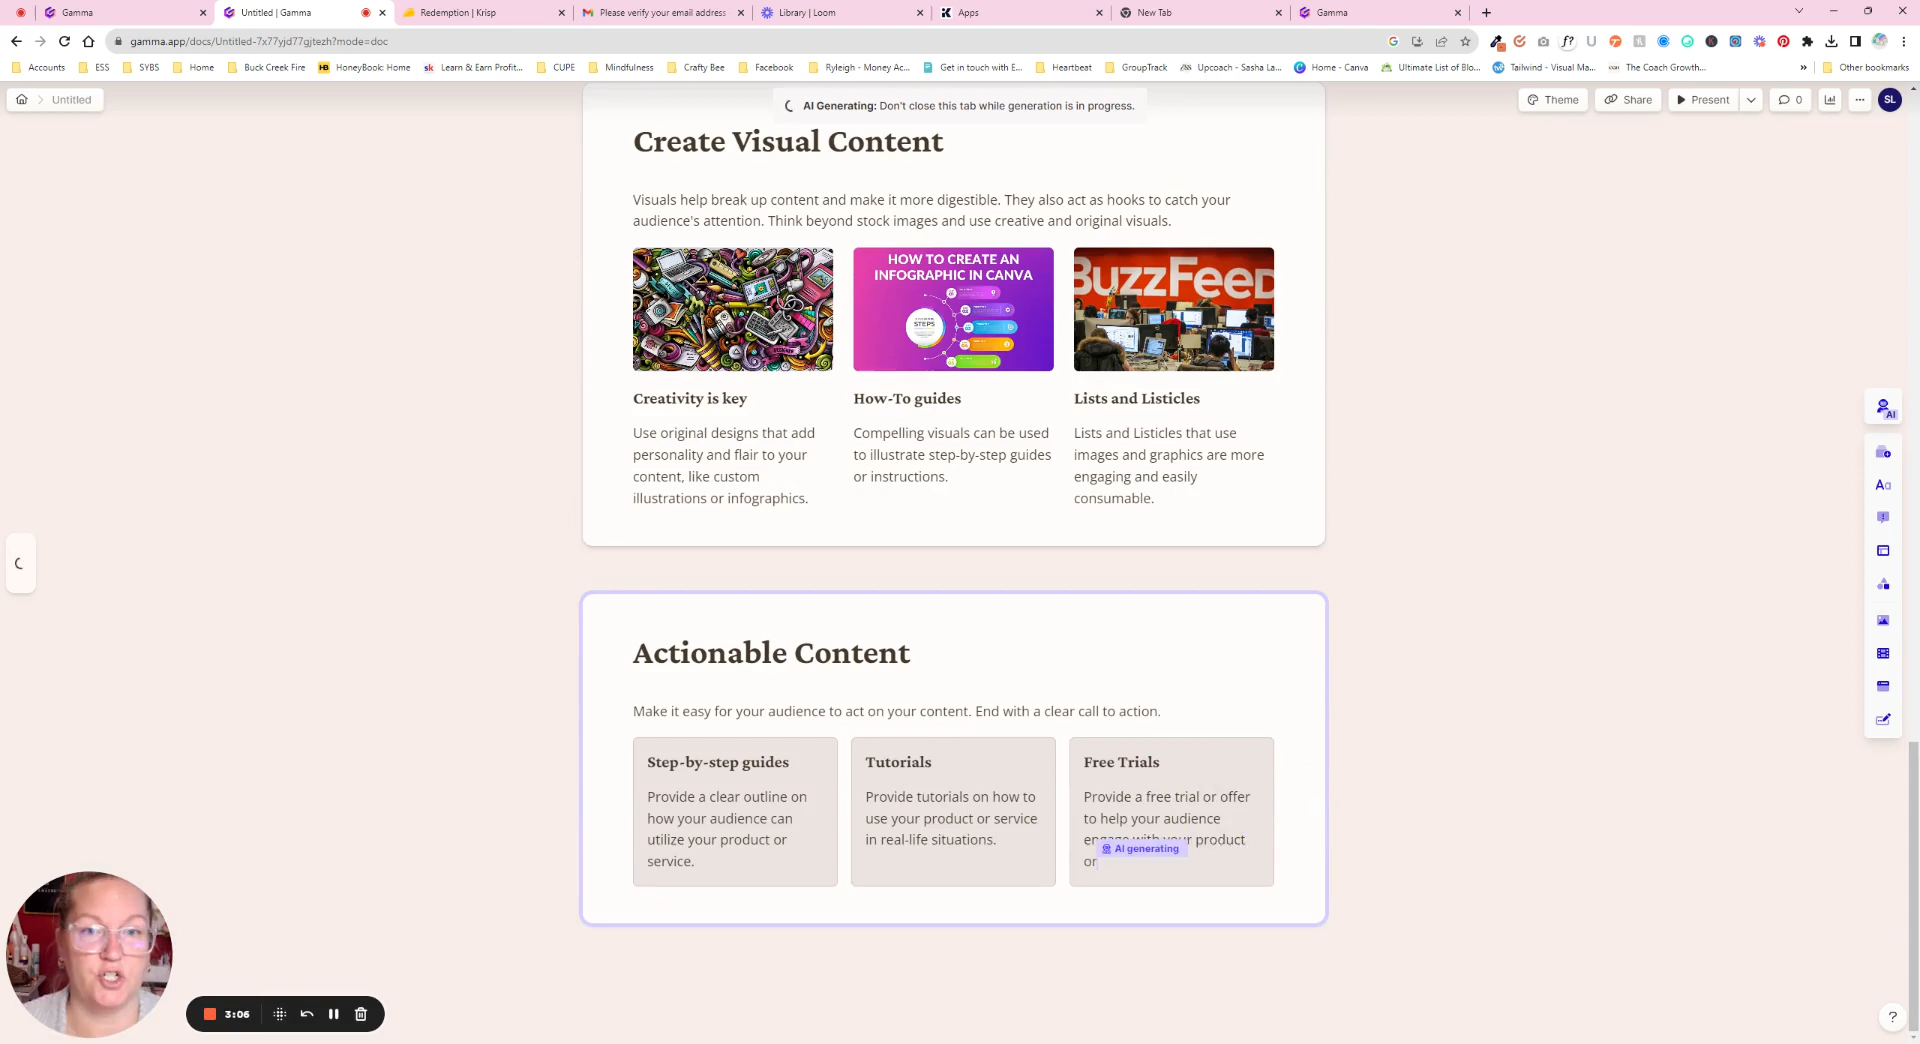 Gamma
Untitled | Gamma
Redemption | Krisp
Please verify your email address
Library | Loom
Apps
New Tab
Gamma
gamma.app/docs/Untitled-7x77yjd77gjtezh?mode=doc
Accounts
ESS
SYBS
Home
Buck Creek Fire
HB
HoneyBook: Home
sk
Learn & Earn Profit...
CUPE
Mindfulness
Crafty Bee
Facebook
Ryleigh - Money Ac...
Get in touch with E...
Heartbeat
GroupTrack
Upcoach - Sasha La...
Home - Canva
Ultimate List of Blo...
Tailwind - Visual Ma...
The Coach Growth...
»
Other bookmarks
Untitled
AI Generating: Don't close this tab while generation is in progress.
Theme
Share
Present
0
SL
Create Visual Content
Visuals help break up content and make it more digestible. They also act as hooks to catch your
audience's attention. Think beyond stock images and use creative and original visuals.
HOW TO CREATE AN
INFOGRAPHIC IN CANVA
STEPS
BuzzFeed
Creativity is key
Use original designs that add
personality and flair to your
content, like custom
illustrations or infographics.
How-To guides
Compelling visuals can be used
to illustrate step-by-step guides
or instructions.
Lists and Listicles
Lists and Listicles that use
images and graphics are more
engaging and easily
consumable.
AI
Aa
Actionable Content
Make it easy for your audience to act on your content. End with a clear call to action.
Step-by-step guides
Provide a clear outline on
how your audience can
utilize your product or
service.
Tutorials
Provide tutorials on how to
use your product or service
in real-life situations.
Free Trials
Provide a free trial or offer
to help your audience
engage with your product
or
AI generating
3:06
?